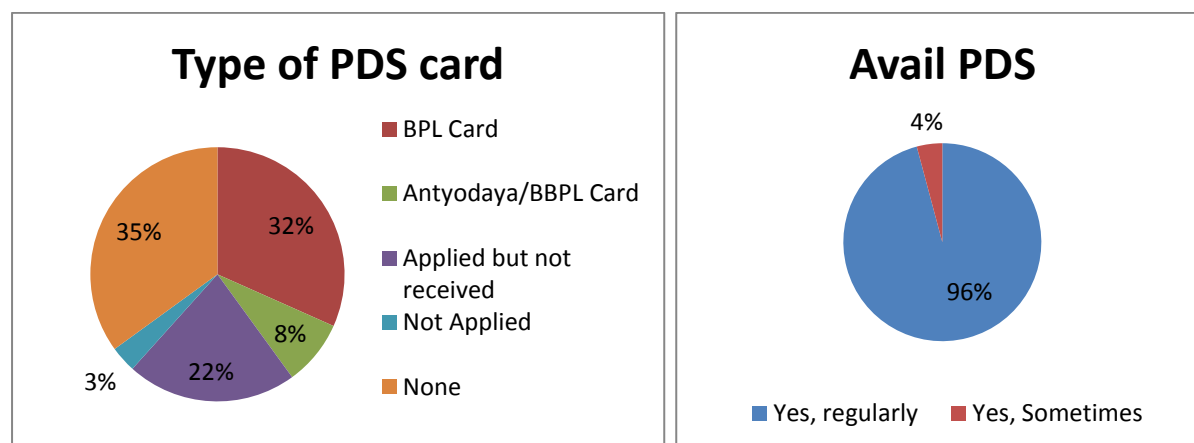 Type of PDS card
BPL Card
Antyodaya/BBPL Card
Applied but not
received
Not Applied
None
32%
8%
22%
3%
35%
Avail PDS
4%
96%
Yes, regularly
Yes, Sometimes